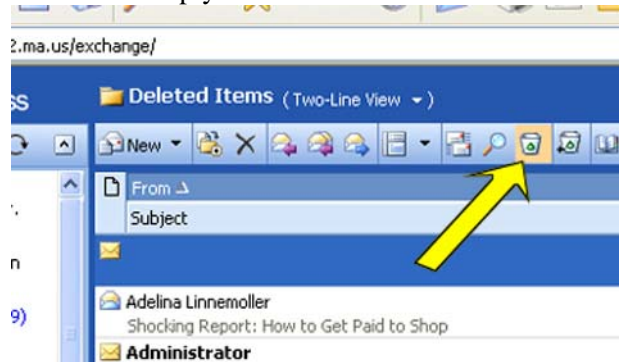 2.ma.us/exchange/
Deleted Items (Two-Line View)
New
From
Subject
9)
Adelina Linnemoller
Shocking Report: How to Get Paid to Shop
Administrator